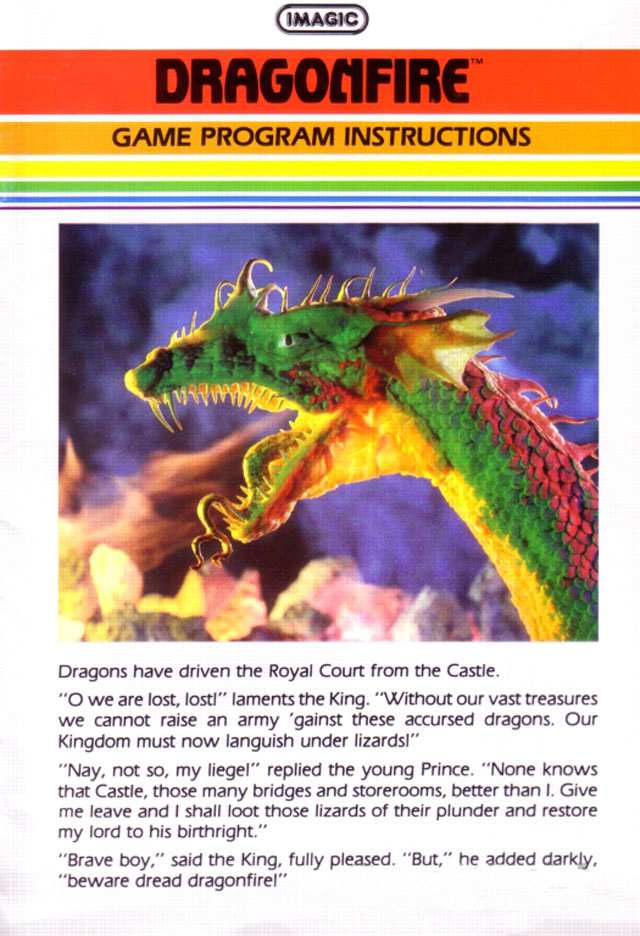 IMAGIC
DRAGONFIRE™
GAME PROGRAM INSTRUCTIONS
Dragons have driven the Royal Court from the Castle.
"O we are lost, lost!" laments the King. "Without our vast treasures
we cannot raise an army 'gainst these accursed dragons. Our
Kingdom must now languish under lizards!"
"Nay, not so, my liege!" replied the young Prince. "None knows
that Castle, those many bridges and storerooms, better than I. Give
me leave and I shall loot those lizards of their plunder and restore
my lord to his birthright."
"Brave boy," said the King, fully pleased. "But," he added darkly,
"beware dread dragonfire!"